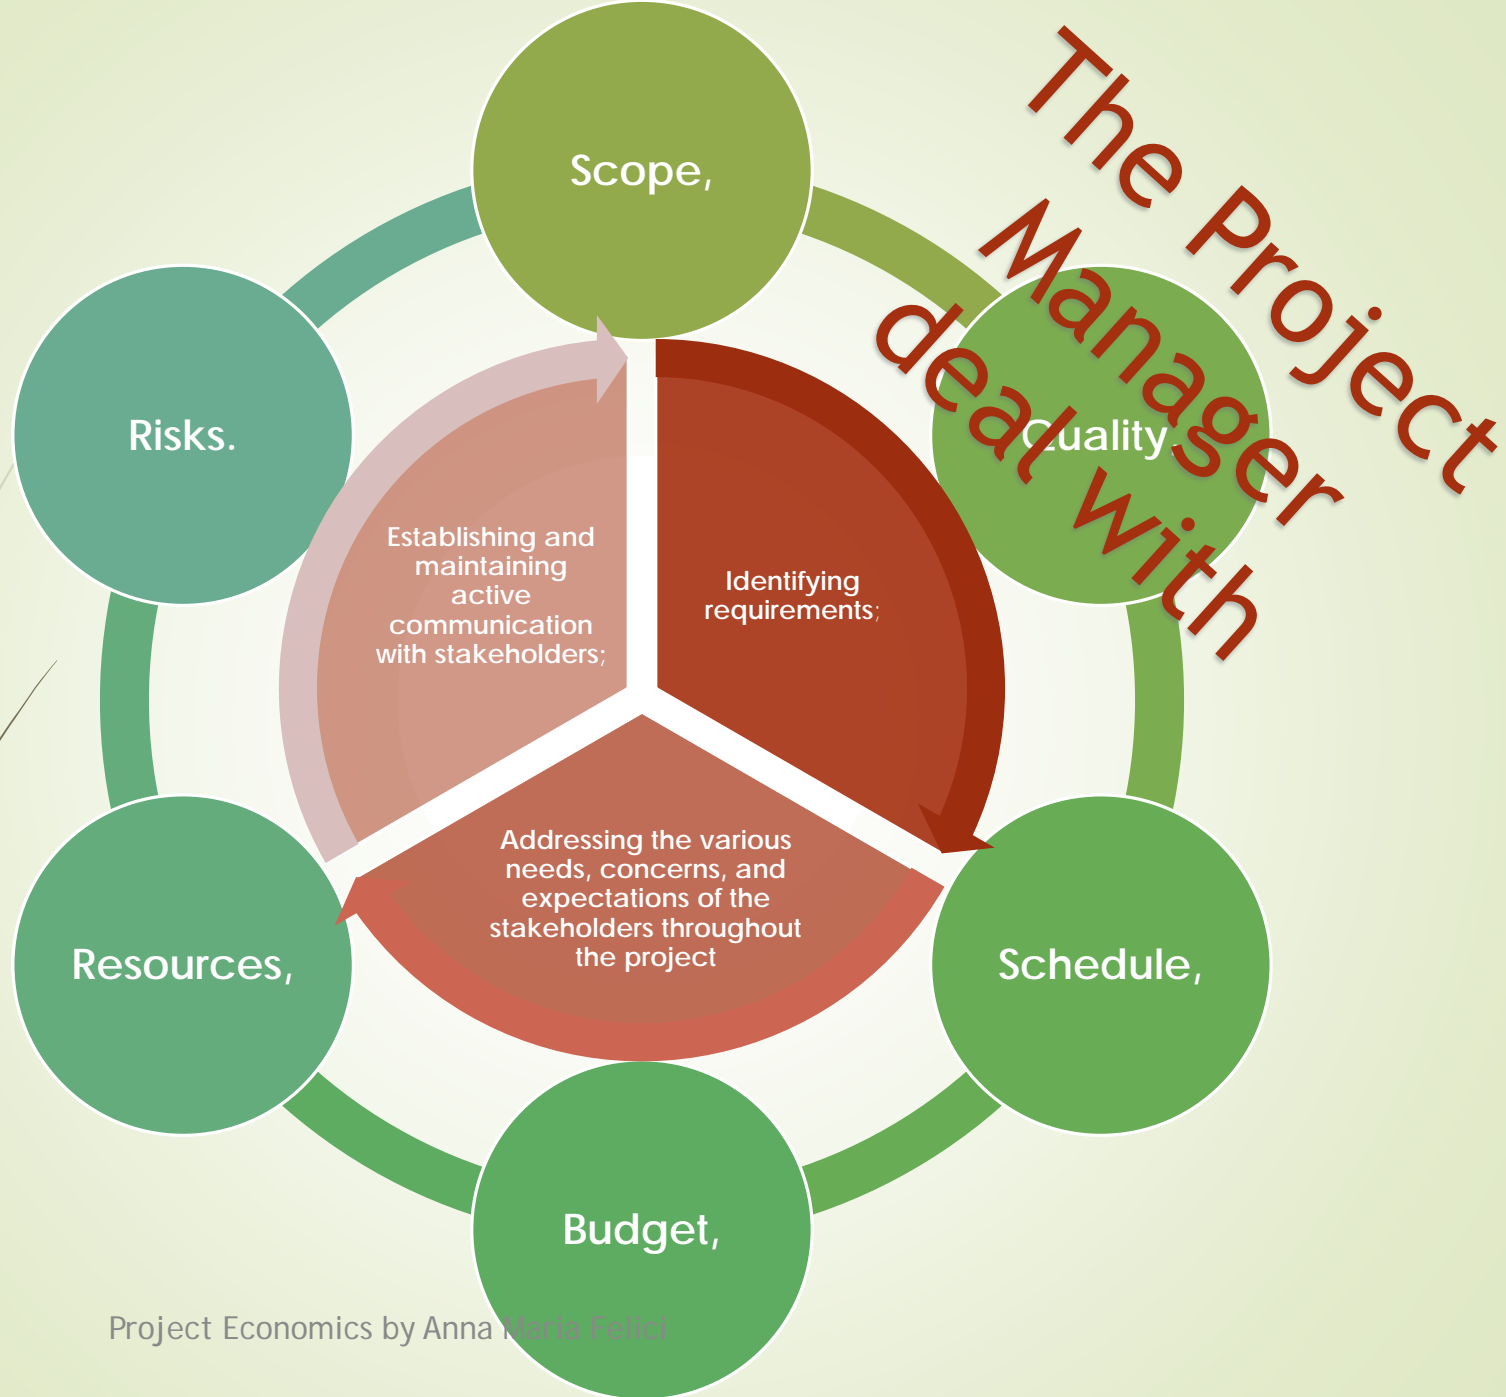 The Project
Manager
deal with
Scope,
Quality,
Schedule,
Budget,
Resources,
Risks.
Identifying
requirements;
Addressing the various
needs, concerns, and
expectations of the
stakeholders throughout
the project
Establishing and
maintaining
active
communication
with stakeholders;
Project Economics by Anna Maria Felici